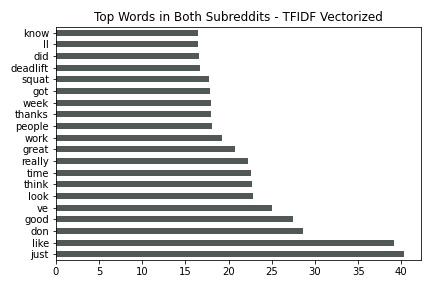 Top Words in Both Subreddits - TFIDF Vectorized
know
ll
did
deadlift
squat
got
week
thanks
people
work
great
really
time
think
look
ve
good
don
like
just
0 5 10 15 20 25 30 35 40